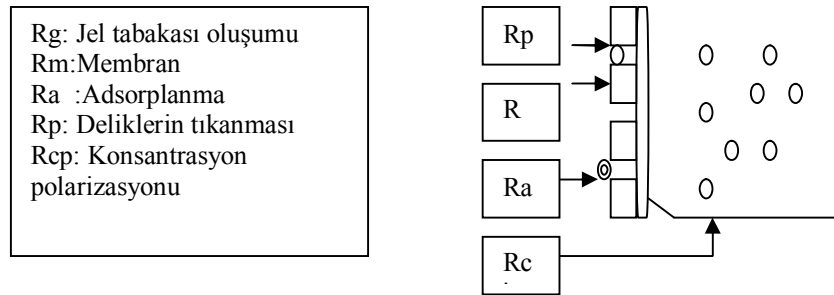 Rg: Jel tabakası oluşumu
Rm:Membran
Ra :Adsorplanma
Rp: Deliklerin tıkanması
Rcp: Konsantrasyon
polarizasyonu
Rp
R
Ra
Rc